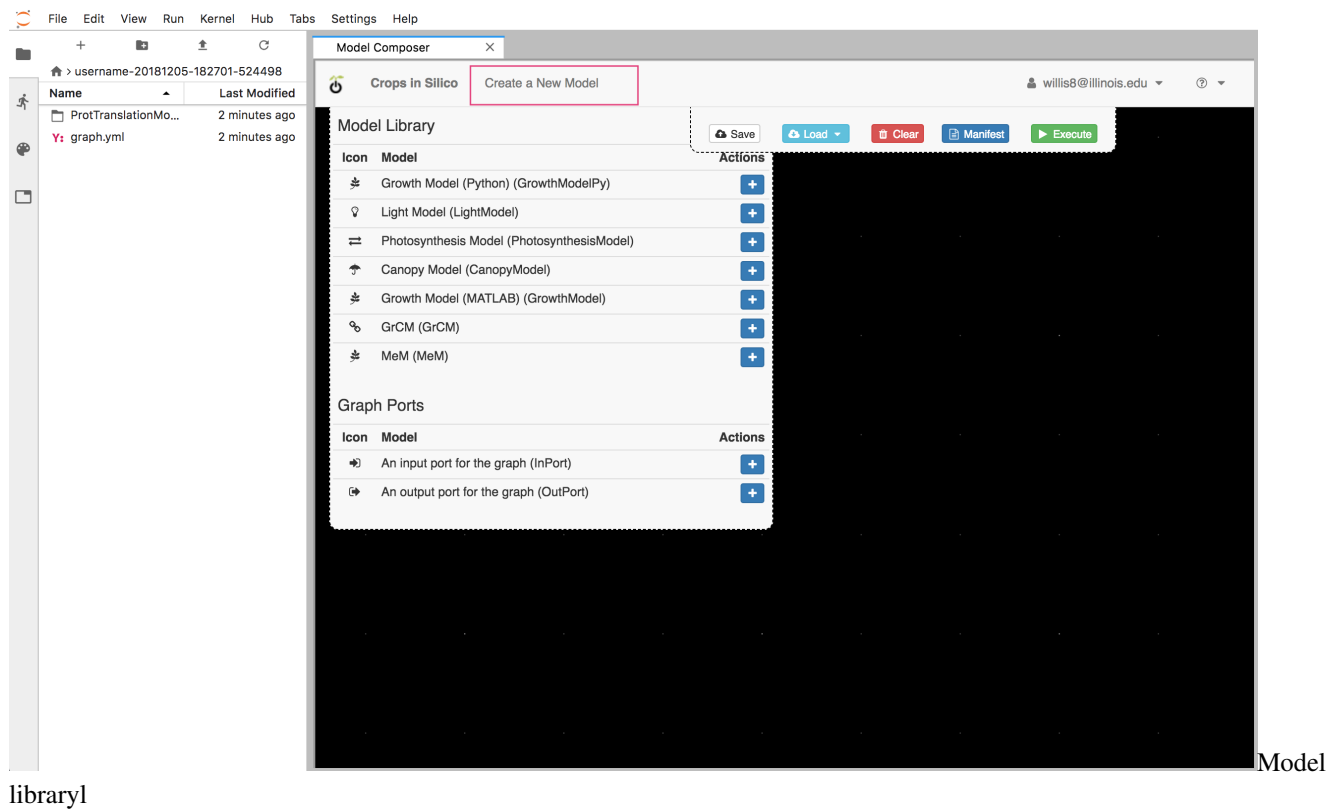 File Edit View Run Kernel Hub Tabs Settings Help
Model Composer
> username-20181205-182701-524498
Name Last Modified
ProtTranslationMo... 2 minutes ago
Y: graph.yml 2 minutes ago
Crops in Silico Create a New Model willis8@illinois.edu
Save Load Clear Manifest Execute
Model Library
Icon Model Actions
Growth Model (Python) (GrowthModelPy)
Light Model (LightModel)
Photosynthesis Model (PhotosynthesisModel)
Canopy Model (CanopyModel)
Growth Model (MATLAB) (GrowthModel)
GrCM (GrCM)
MeM (MeM)
Graph Ports
Icon Model Actions
An input port for the graph (InPort)
An output port for the graph (OutPort)
Model
libraryl